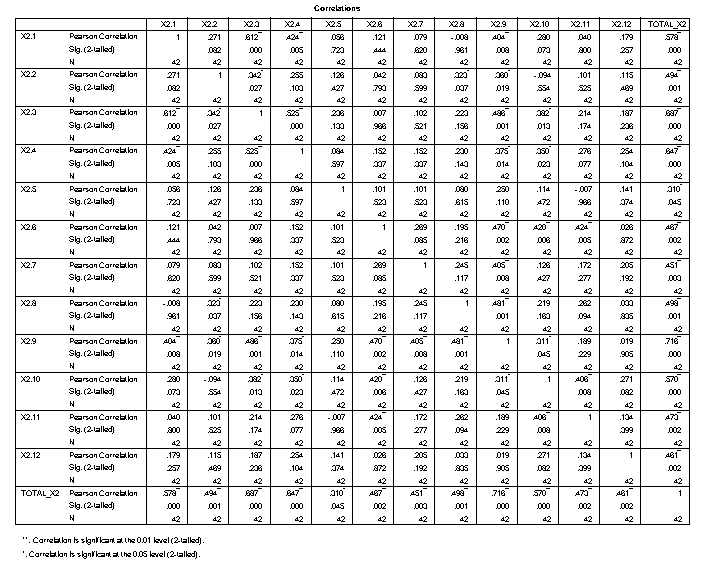 Correlations
X2.1 X2.2 X2.3 X2.4 X2.5 X2.6 X2.7 X2.8 X2.9 X2.10 X2.11 X2.12 TOTAL_X2
X2.1 Pearson Correlation 1 .271 .612** .424** .056 .121 .079 -.008 .404** .280 .040 .179 .578**
Sig. (2-tailed) .082 .000 .005 .723 .444 .620 .961 .008 .073 .800 .257 .000
N 42 42 42 42 42 42 42 42 42 42 42 42 42
X2.2 Pearson Correlation .271 1 .342* .255 .126 .042 .083 .323* .360* -.094 .101 .115 .494**
Sig. (2-tailed) .082 .027 .103 .427 .793 .599 .037 .019 .554 .525 .469 .001
N 42 42 42 42 42 42 42 42 42 42 42 42 42
X2.3 Pearson Correlation .612** .342* 1 .525** .236 .007 .102 .223 .486** .382* .214 .187 .687**
Sig. (2-tailed) .000 .027 .000 .133 .966 .521 .156 .001 .013 .174 .236 .000
N 42 42 42 42 42 42 42 42 42 42 42 42 42
X2.4 Pearson Correlation .424** .255 .525** 1 .084 .152 .152 .230 .375* .350* .276 .254 .647**
Sig. (2-tailed) .005 .103 .000 .597 .337 .337 .143 .014 .023 .077 .104 .000
N 42 42 42 42 42 42 42 42 42 42 42 42 42
X2.5 Pearson Correlation .056 .126 .236 .084 1 .101 .101 .080 .250 .114 -.007 .141 .310*
Sig. (2-tailed) .723 .427 .133 .597 .523 .523 .615 .110 .472 .966 .374 .045
N 42 42 42 42 42 42 42 42 42 42 42 42 42
X2.6 Pearson Correlation .121 .042 .007 .152 .101 1 .269 .195 .470** .420** .424** .026 .467**
Sig. (2-tailed) .444 .793 .966 .337 .523 .085 .216 .002 .006 .005 .872 .002
N 42 42 42 42 42 42 42 42 42 42 42 42 42
X2.7 Pearson Correlation .079 .083 .102 .152 .101 .269 1 .245 .405** .126 .172 .205 .451**
Sig. (2-tailed) .620 .599 .521 .337 .523 .085 .117 .008 .427 .277 .192 .003
N 42 42 42 42 42 42 42 42 42 42 42 42 42
X2.8 Pearson Correlation -.008 .323* .223 .230 .080 .195 .245 1 .481** .219 .262 .033 .498**
Sig. (2-tailed) .961 .037 .156 .143 .615 .216 .117 .001 .163 .094 .835 .001
N 42 42 42 42 42 42 42 42 42 42 42 42 42
X2.9 Pearson Correlation .404** .360* .486** .375* .250 .470** .405** .481** 1 .311* .189 .019 .716**
Sig. (2-tailed) .008 .019 .001 .014 .110 .002 .008 .001 .045 .229 .905 .000
N 42 42 42 42 42 42 42 42 42 42 42 42 42
X2.10 Pearson Correlation .280 -.094 .382* .350* .114 .420** .126 .219 .311* 1 .406** .271 .570**
Sig. (2-tailed) .073 .554 .013 .023 .472 .006 .427 .163 .045 .008 .082 .000
N 42 42 42 42 42 42 42 42 42 42 42 42 42
X2.11 Pearson Correlation .040 .101 .214 .276 -.007 .424** .172 .262 .189 .406** 1 .134 .473**
Sig. (2-tailed) .800 .525 .174 .077 .966 .005 .277 .094 .229 .008 .399 .002
N 42 42 42 42 42 42 42 42 42 42 42 42 42
X2.12 Pearson Correlation .179 .115 .187 .254 .141 .026 .205 .033 .019 .271 .134 1 .461**
Sig. (2-tailed) .257 .469 .236 .104 .374 .872 .192 .835 .905 .082 .399 .002
N 42 42 42 42 42 42 42 42 42 42 42 42 42
TOTAL_X2 Pearson Correlation .578** .494** .687** .647** .310* .467** .451** .498** .716** .570** .473** .461** 1
Sig. (2-tailed) .000 .001 .000 .000 .045 .002 .003 .001 .000 .000 .002 .002
N 42 42 42 42 42 42 42 42 42 42 42 42 42
**. Correlation is significant at the 0.01 level (2-tailed).
*. Correlation is significant at the 0.05 level (2-tailed).